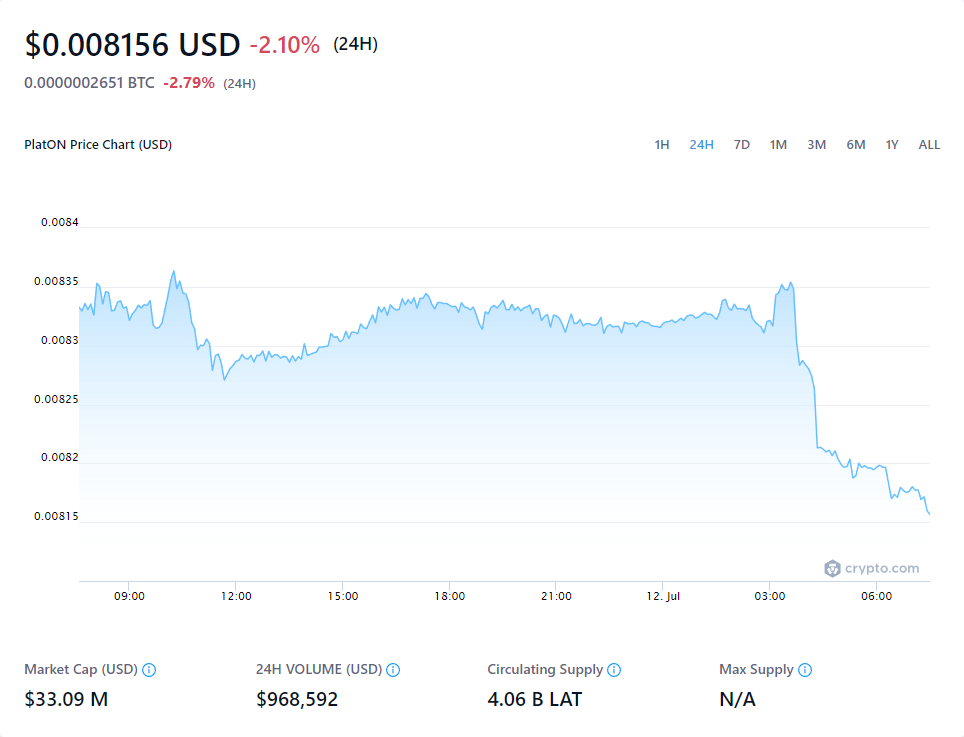 $0.008156 USD -2.10% (24H)
0.0000002651 BTC -2.79% (24H)
PlatON Price Chart (USD) 1H 24H 7D 1M 3M 6M 1Y ALL
0.0084
0.00835
0.0083
0.00825
0.0082
0.00815
crypto.com
09:00 12:00 15:00 18:00 21:00 12. Jul 03:00 06:00
Market Cap (USD) 24H VOLUME (USD) Circulating Supply Max Supply
$33.09 M $968,592 4.06 B LAT N/A